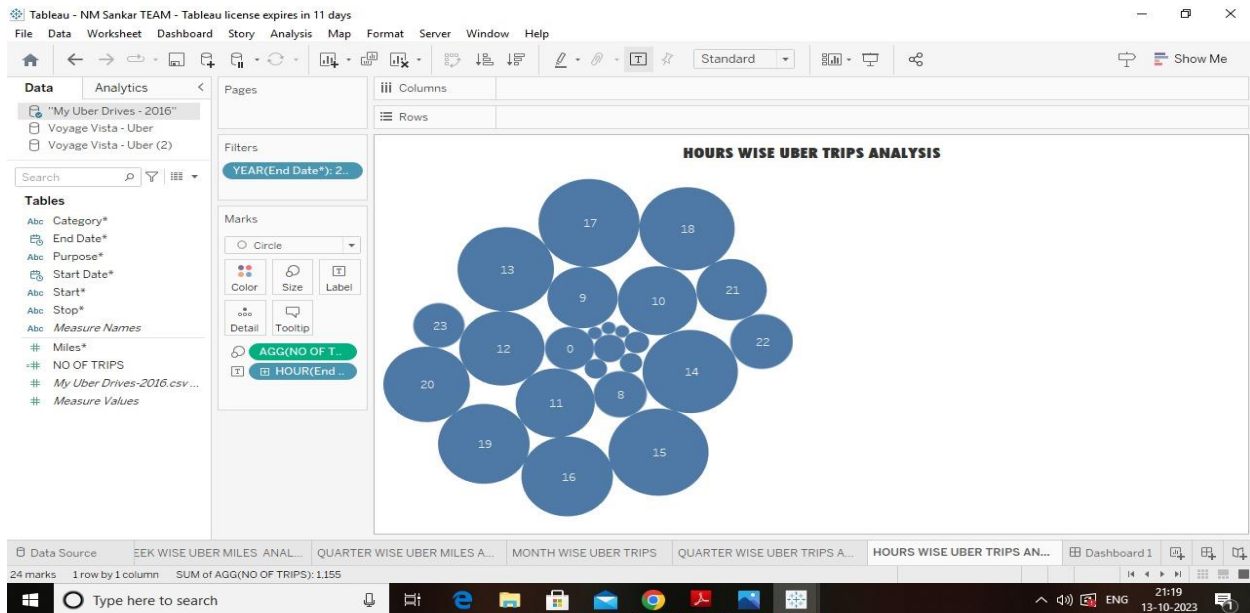 Tableau - NM Sankar TEAM - Tableau license expires in 11 days
File Data Worksheet Dashboard Story Analysis Map Format Server Window Help
Standard
Show Me
Data Analytics
"My Uber Drives - 2016"
Voyage Vista - Uber
Voyage Vista - Uber (2)
Search
Tables
Abc Category*
End Date*
Abc Purpose*
Start Date*
Abc Start*
Abc Stop*
Abc Measure Names
# Miles*
=# NO OF TRIPS
# My Uber Drives-2016.csv ...
# Measure Values
Pages
Filters
YEAR(End Date*): 2..
Marks
Circle
Color Size Label
Detail Tooltip
AGG(NO OF T..
HOUR(End ..
iii Columns
Rows
HOURS WISE UBER TRIPS ANALYSIS
17
18
13
9
10
21
23
22
12
0
14
20
11
8
19
15
16
Data Source EEK WISE UBER MILES ANAL... QUARTER WISE UBER MILES A... MONTH WISE UBER TRIPS QUARTER WISE UBER TRIPS A... HOURS WISE UBER TRIPS AN... Dashboard 1
24 marks 1 row by 1 column SUM of AGG(NO OF TRIPS): 1,155
Type here to search
ENG
21:19
13-10-2023
1